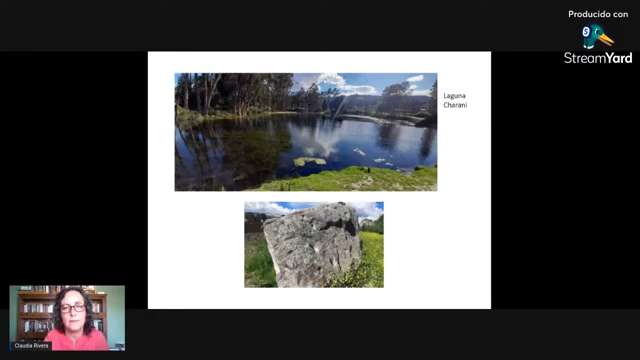 Producido con
StreamYard
Laguna
Charani
Claudia Rivera